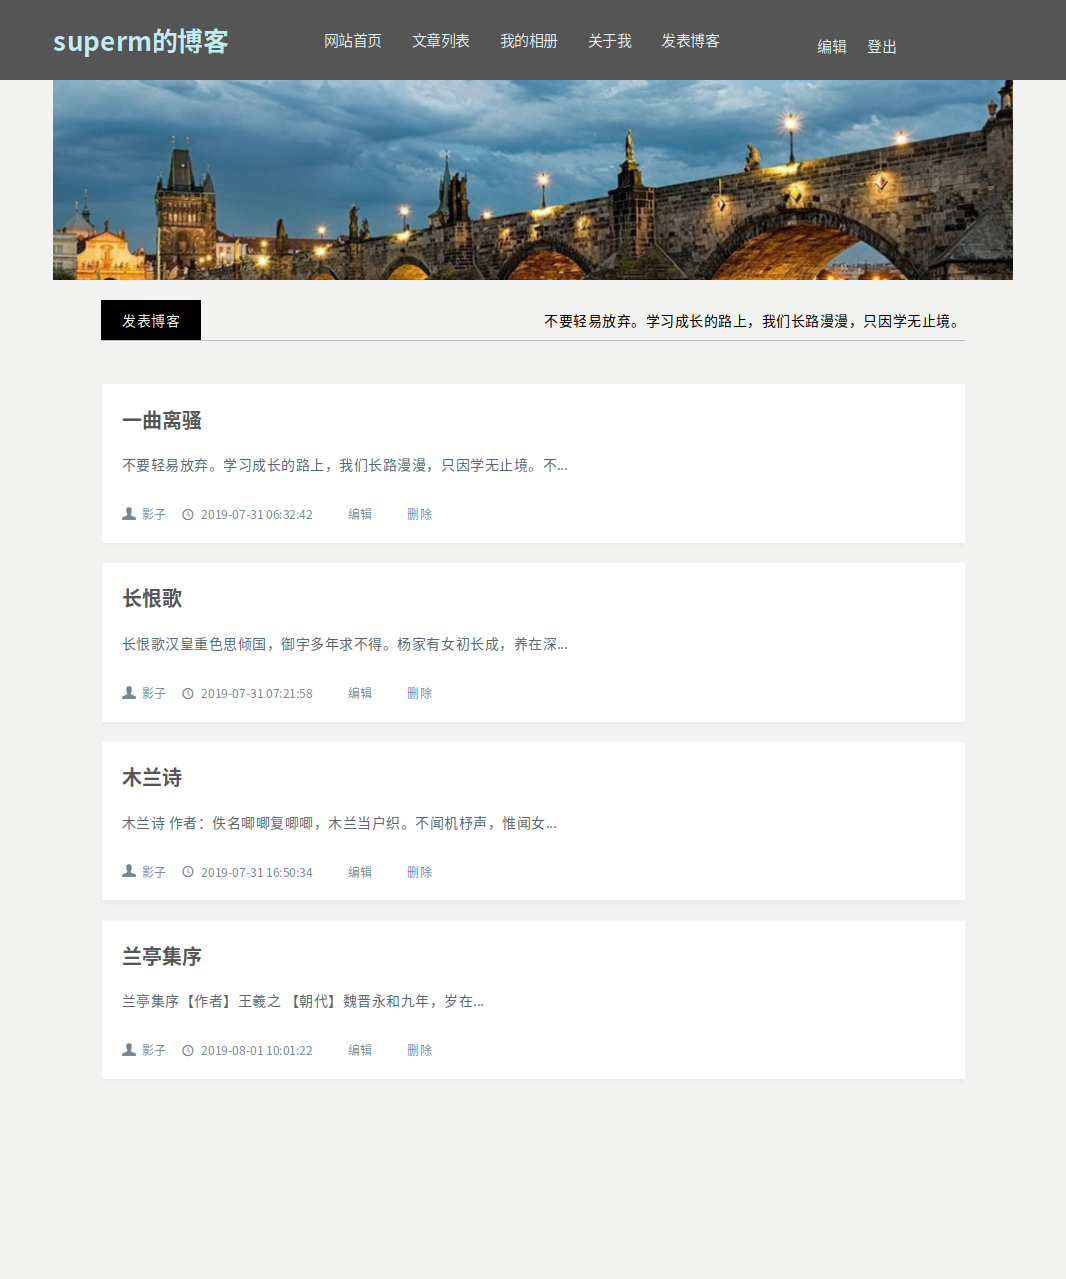 superm的博客 网站首页 文章列表 我的相册 关于我 发表博客 编辑 登出
发表博客 不要轻易放弃。学习成长的路上，我们长路漫漫，只因学无止境。
一曲离骚
不要轻易放弃。学习成长的路上，我们长路漫漫，只因学无止境。不...
影子 2019-07-31 06:32:42 编辑 删除
长恨歌
长恨歌汉皇重色思倾国，御宇多年求不得。杨家有女初长成，养在深...
影子 2019-07-31 07:21:58 编辑 删除
木兰诗
木兰诗 作者：佚名唧唧复唧唧，木兰当户织。不闻机杼声，惟闻女...
影子 2019-07-31 16:50:34 编辑 删除
兰亭集序
兰亭集序【作者】王羲之 【朝代】魏晋永和九年，岁在...
影子 2019-08-01 10:01:22 编辑 删除